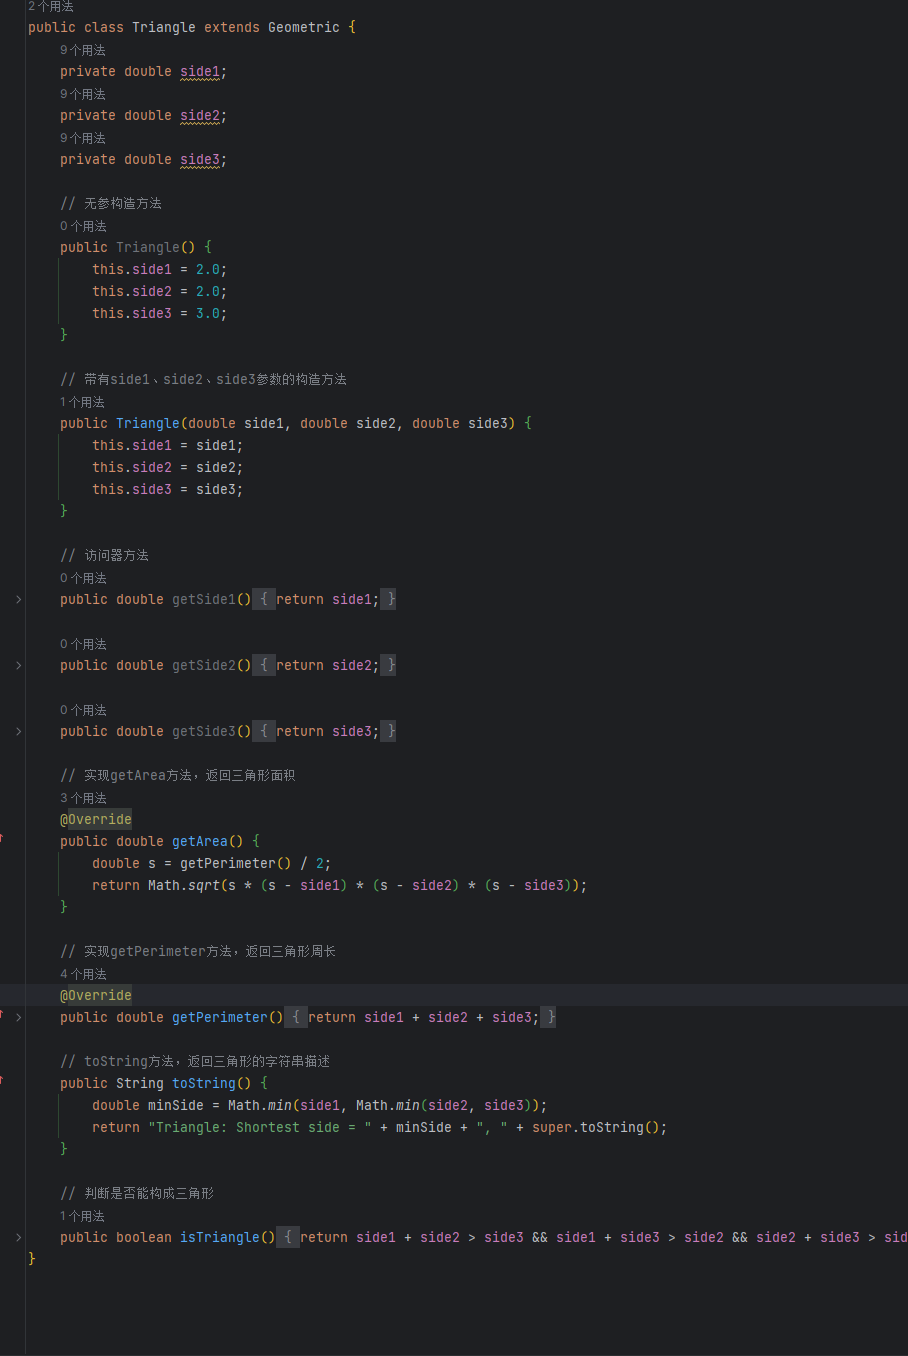 2个用法
public class Triangle extends Geometric {
9个用法
private double side1;
9个用法
private double side2;
9个用法
private double side3;
// 无参构造方法
0个用法
public Triangle() {
this.side1 = 2.0;
this.side2 = 2.0;
this.side3 = 3.0;
}
// 带有side1、side2、side3参数的构造方法
1个用法
public Triangle(double side1, double side2, double side3) {
this.side1 = side1;
this.side2 = side2;
this.side3 = side3;
}
// 访问器方法
0个用法
public double getSide1() { return side1; }
0个用法
public double getSide2() { return side2; }
0个用法
public double getSide3() { return side3; }
// 实现getArea方法，返回三角形面积
3个用法
@Override
public double getArea() {
double s = getPerimeter() / 2;
return Math.sqrt(s * (s - side1) * (s - side2) * (s - side3));
}
// 实现getPerimeter方法，返回三角形周长
4个用法
@Override
public double getPerimeter() { return side1 + side2 + side3; }
// toString方法，返回三角形的字符串描述
public String toString() {
double minSide = Math.min(side1, Math.min(side2, side3));
return "Triangle: Shortest side = " + minSide + ", " + super.toString();
}
// 判断是否能构成三角形
1个用法
public boolean isTriangle() { return side1 + side2 > side3 && side1 + side3 > side2 && side2 + side3 > sid
}